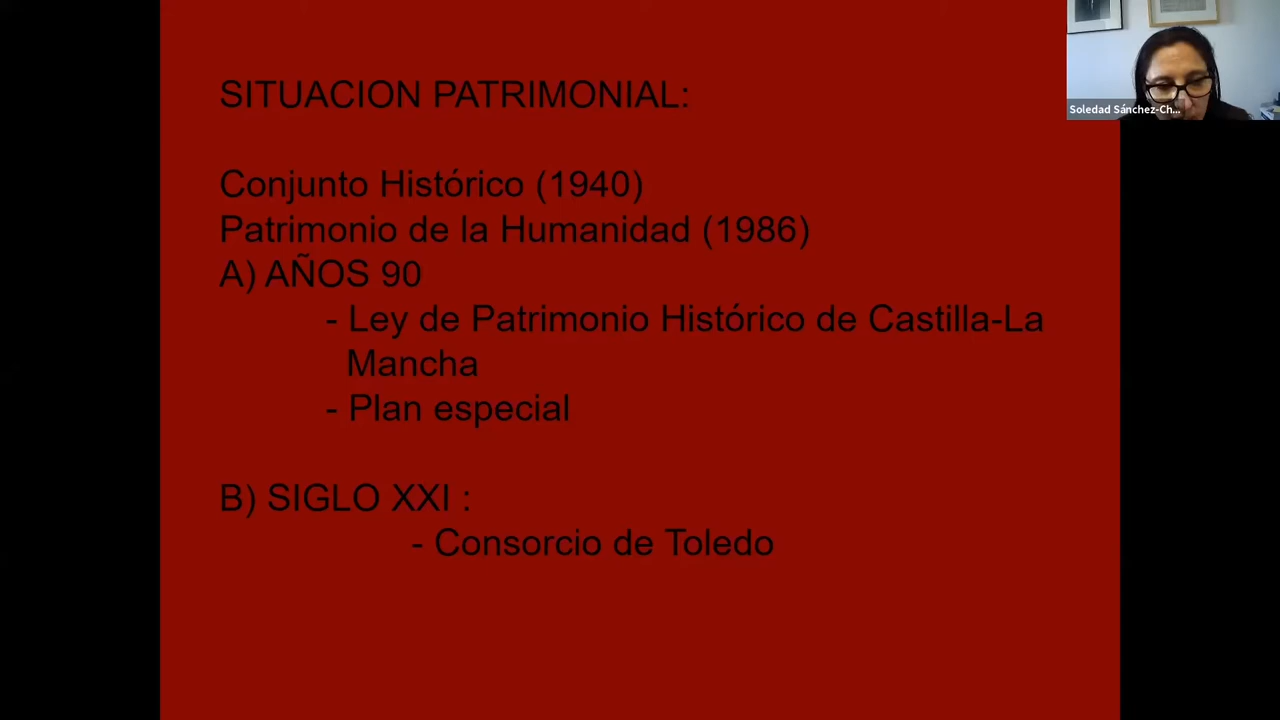 SITUACION PATRIMONIAL:
Conjunto Histórico (1940)
Patrimonio de la Humanidad (1986)
A) AÑOS 90
- Ley de Patrimonio Histórico de Castilla-La
Mancha
- Plan especial
B) SIGLO XXI :
- Consorcio de Toledo
Soledad Sánchez-Ch...